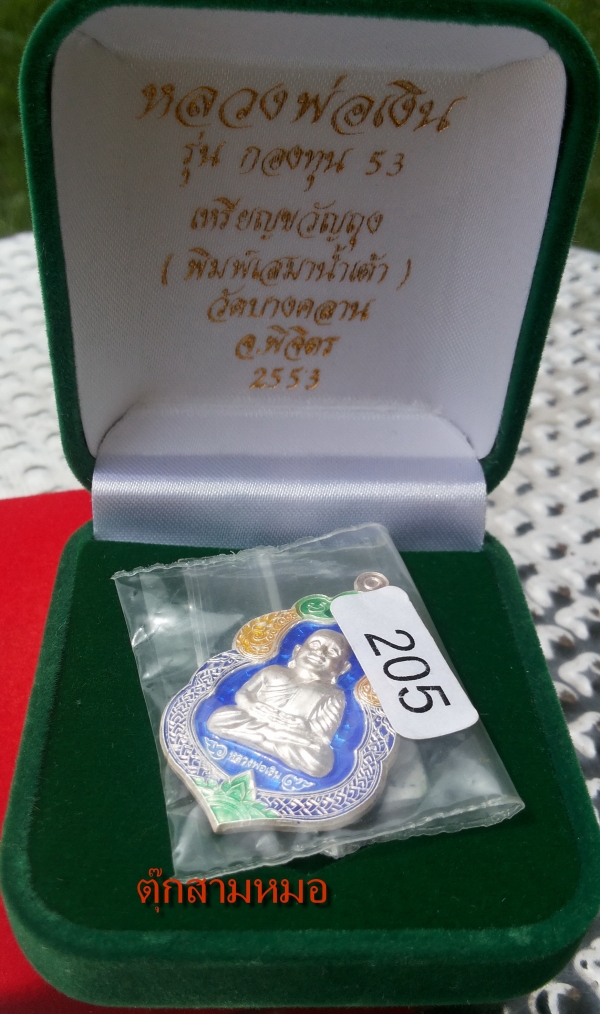 หลวงพ่อเงิน
รุ่น กองทุน 53
เหรียญขวัญถุง
( พิมพ์เสมาน้ำเต้า )
วัดบางคลาน
อ.พิจิตร
2553
205
หลวงพ่อเงิน
ตุ๊กสามหมอ